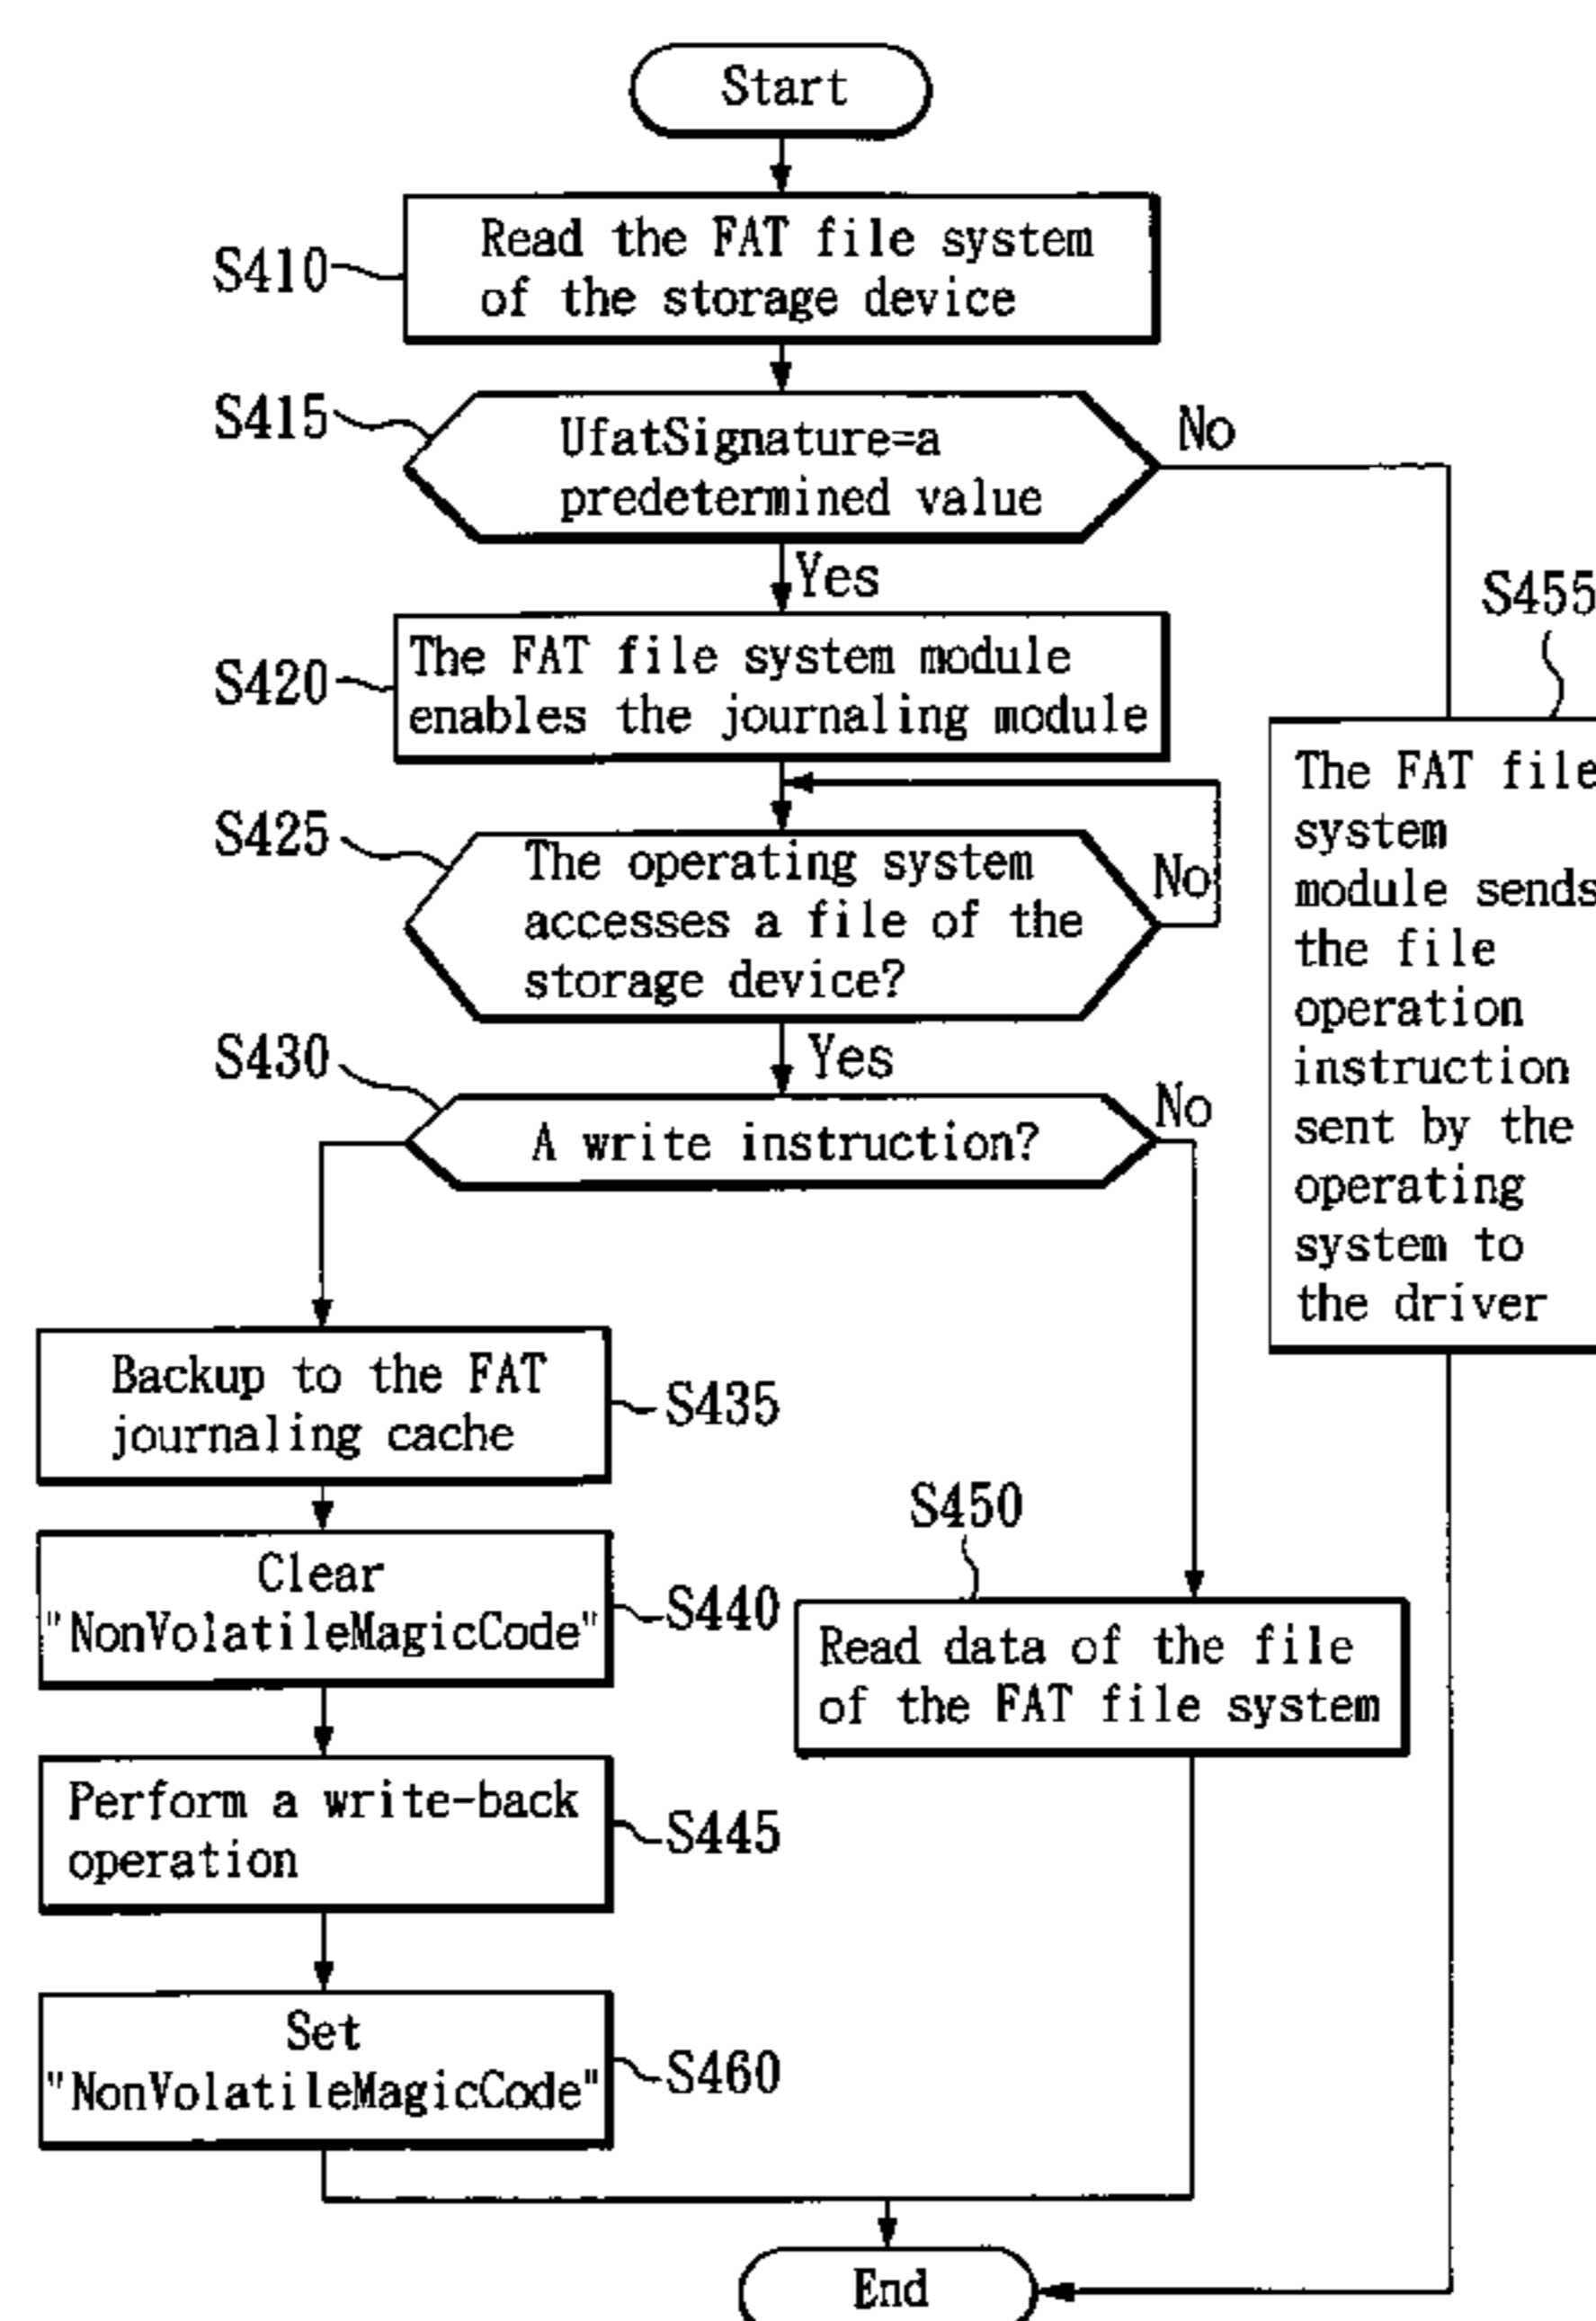 Start
S410
Read the FAT file system
of the storage device
S415
UfatSignature=a
predetermined value
No
Yes
S455
S420
The FAT file system module
enables the journaling module
The FAT file
system
module sends
the file
operation
instruction
sent by the
operating
system to
the driver
S425
The operating system
accesses a file of the
storage device?
No
Yes
S430
A write instruction?
No
Backup to the FAT
journaling cache
S435
Clear
"NonVolatileMagicCode"
S440
S450
Read data of the file
of the FAT file system
Perform a write-back
operation
S445
Set
"NonVolatileMagicCode"
S460
End